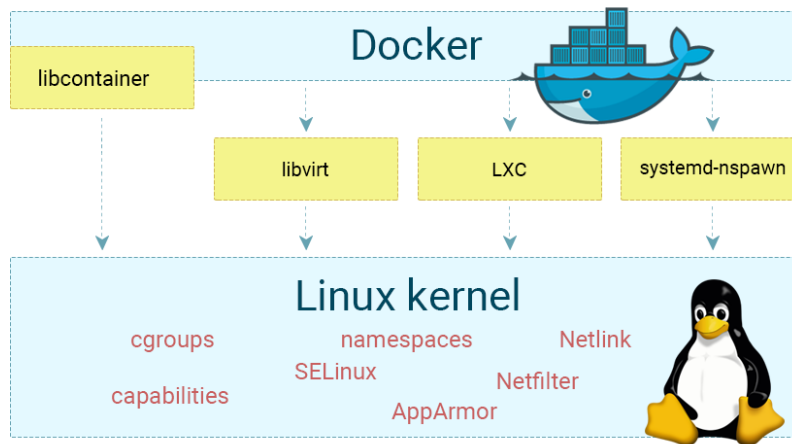 Docker
libcontainer
libvirt
LXC
systemd-nspawn
Linux kernel
cgroups
namespaces
Netlink
SELinux
capabilities
Netfilter
AppArmor